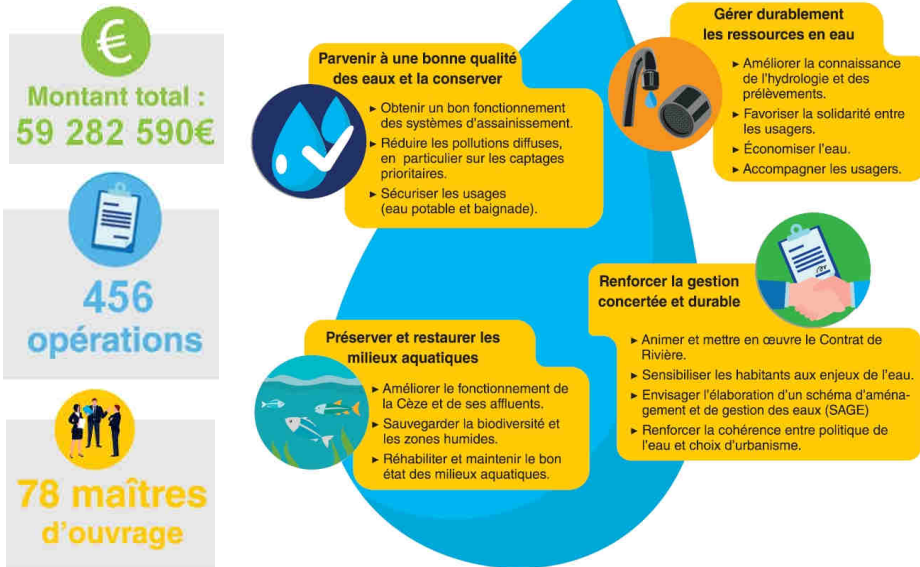 €
Montant total :
59 282 590€
456
opérations
78 maîtres
d'ouvrage
Parvenir à une bonne qualité
des eaux et la conserver
► Obtenir un bon fonctionnement
des systèmes d'assainissement.
► Réduire les pollutions diffuses,
en particulier sur les captages
prioritaires.
► Sécuriser les usages
(eau potable et baignade).
Gérer durablement
les ressources en eau
► Améliorer la connaissance
de l'hydrologie et des
prélèvements.
► Favoriser la solidarité entre
les usagers.
► Économiser l'eau.
► Accompagner les usagers.
Préserver et restaurer les
milieux aquatiques
► Améliorer le fonctionnement de
la Cèze et de ses affluents.
► Sauvegarder la biodiversité et
les zones humides.
► Réhabiliter et maintenir le bon
état des milieux aquatiques.
Renforcer la gestion
concertée et durable
► Animer et mettre en œuvre le Contrat de
Rivière.
► Sensibiliser les habitants aux enjeux de l'eau.
► Envisager l'élaboration d'un schéma d'aména-
gement et de gestion des eaux (SAGE)
► Renforcer la cohérence entre politique de
l'eau et choix d'urbanisme.